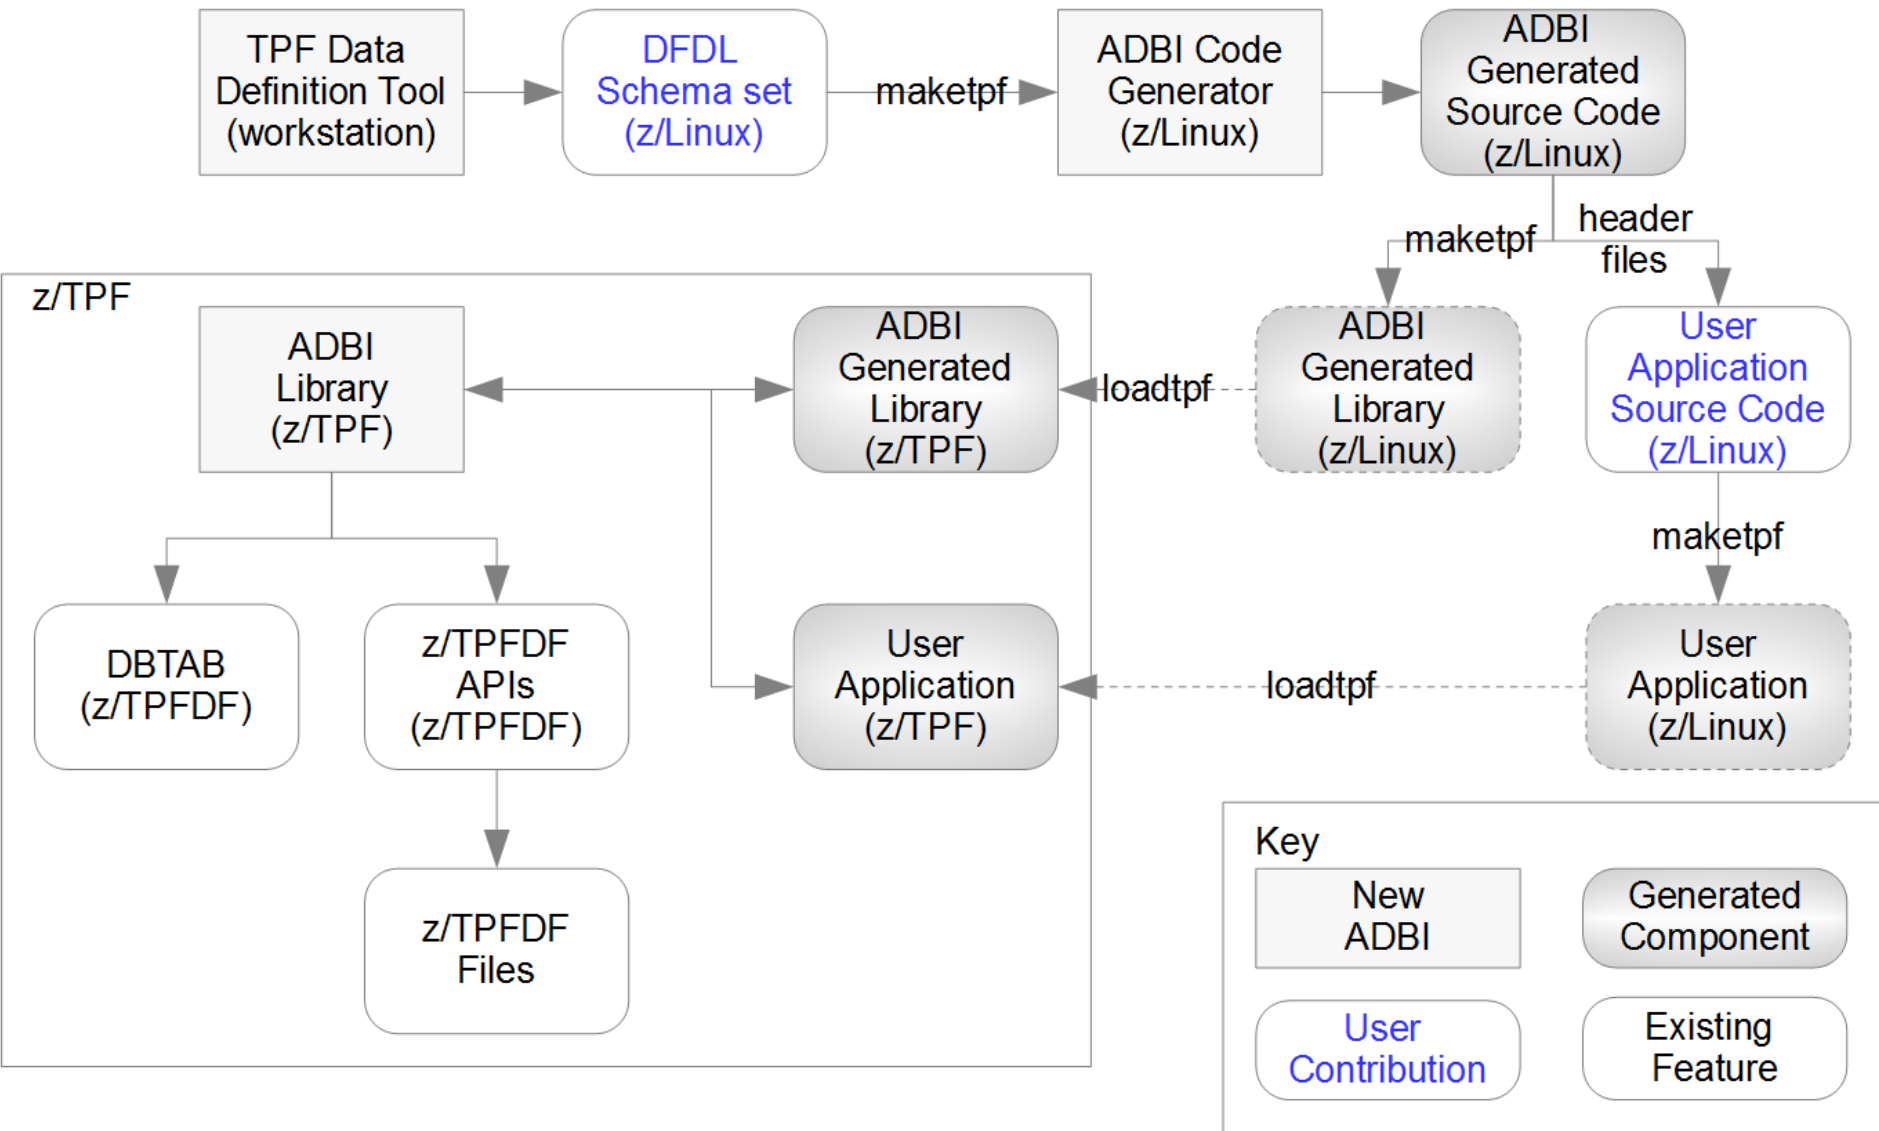 TPF Data
Definition Tool
(workstation)
DFDL
Schema set
(z/Linux)
maketpf
ADBI Code
Generator
(z/Linux)
ADBI
Generated
Source Code
(z/Linux)
maketpf
header
files
z/TPF
ADBI
Library
(z/TPF)
ADBI
Generated
Library
(z/TPF)
loadtpf
ADBI
Generated
Library
(z/Linux)
User
Application
Source Code
(z/Linux)
maketpf
DBTAB
(z/TPFDF)
z/TPFDF
APIs
(z/TPFDF)
User
Application
(z/TPF)
loadtpf
User
Application
(z/Linux)
z/TPFDF
Files
Key
New
ADBI
Generated
Component
User
Contribution
Existing
Feature